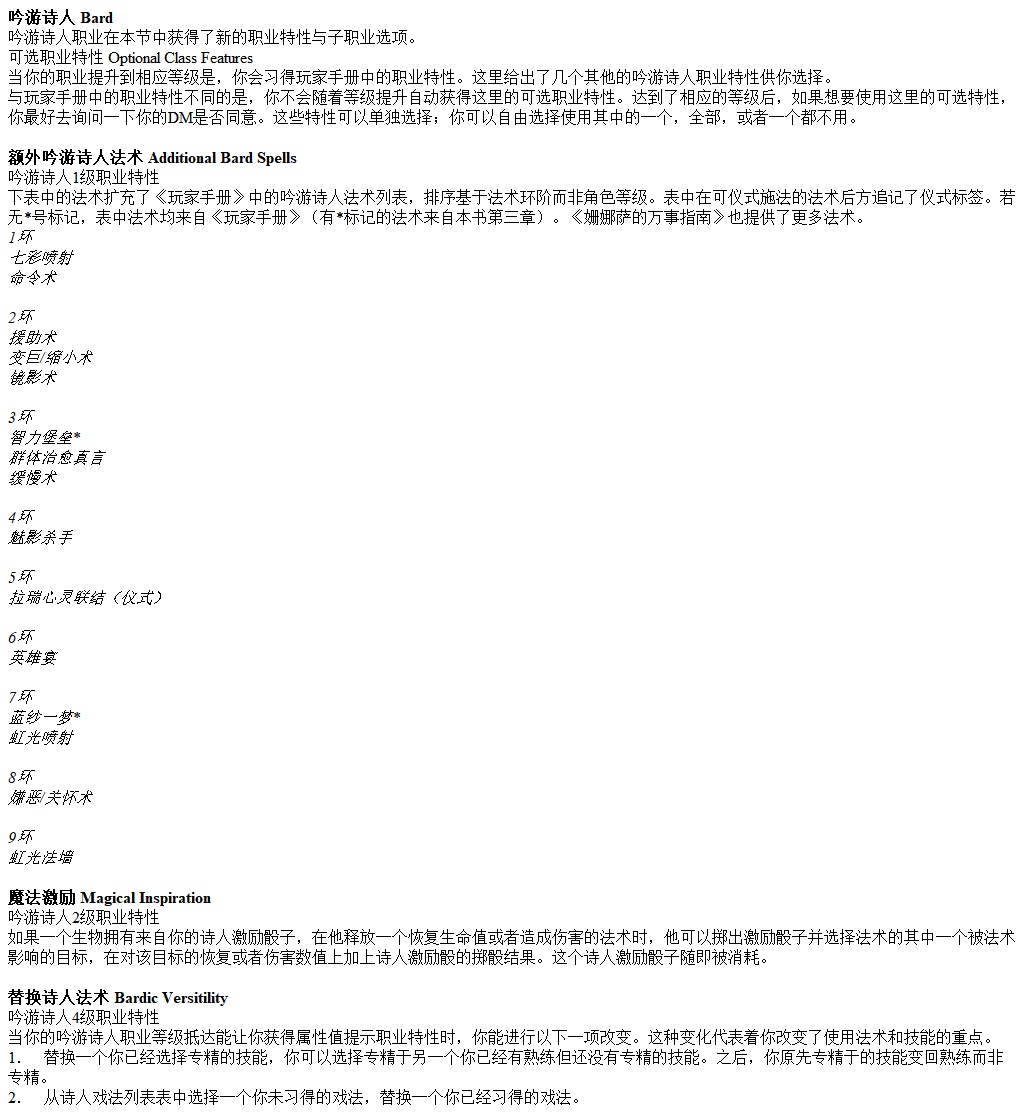 吟游诗人 Bard
吟游诗人职业在本节中获得了新的职业特性与子职业选项。
可选职业特性 Optional Class Features
当你的职业提升到相应等级是，你会习得玩家手册中的职业特性。这里给出了几个其他的吟游诗人职业特性供你选择。
与玩家手册中的职业特性不同的是，你不会随着等级提升自动获得这里的可选职业特性。达到了相应的等级后，如果想要使用这里的可选特性，
你最好去询问一下你的DM是否同意。这些特性可以单独选择；你可以自由选择使用其中的一个，全部，或者一个都不用。
额外吟游诗人法术 Additional Bard Spells
吟游诗人1级职业特性
下表中的法术扩充了《玩家手册》中的吟游诗人法术列表，排序基于法术环阶而非角色等级。表中在可仪式施法的法术后方追记了仪式标签。若
无*号标记，表中法术均来自《玩家手册》（有*标记的法术来自本书第三章）。《姗娜萨的万事指南》也提供了更多法术。
1环
七彩喷射
命令术
2环
援助术
变巨/缩小术
镜影术
3环
智力堡垒*
群体治愈真言
缓慢术
4环
魅影杀手
5环
拉瑞心灵联结（仪式）
6环
英雄宴
7环
蓝纱一梦*
虹光喷射
8环
嫌恶/关怀术
9环
虹光法墙
魔法激励 Magical Inspiration
吟游诗人2级职业特性
如果一个生物拥有来自你的诗人激励骰子，在他释放一个恢复生命值或者造成伤害的法术时，他可以掷出激励骰子并选择法术的其中一个被法术
影响的目标，在对该目标的恢复或者伤害数值上加上诗人激励骰的掷骰结果。这个诗人激励骰子随即被消耗。
替换诗人法术 Bardic Versitility
吟游诗人4级职业特性
当你的吟游诗人职业等级抵达能让你获得属性值提示职业特性时，你能进行以下一项改变。这种变化代表着你改变了使用法术和技能的重点。
1. 替换一个你已经选择专精的技能，你可以选择专精于另一个你已经有熟练但还没有专精的技能。之后，你原先专精于的技能变回熟练而非
专精。
2. 从诗人戏法列表表中选择一个你未习得的戏法，替换一个你已经习得的戏法。